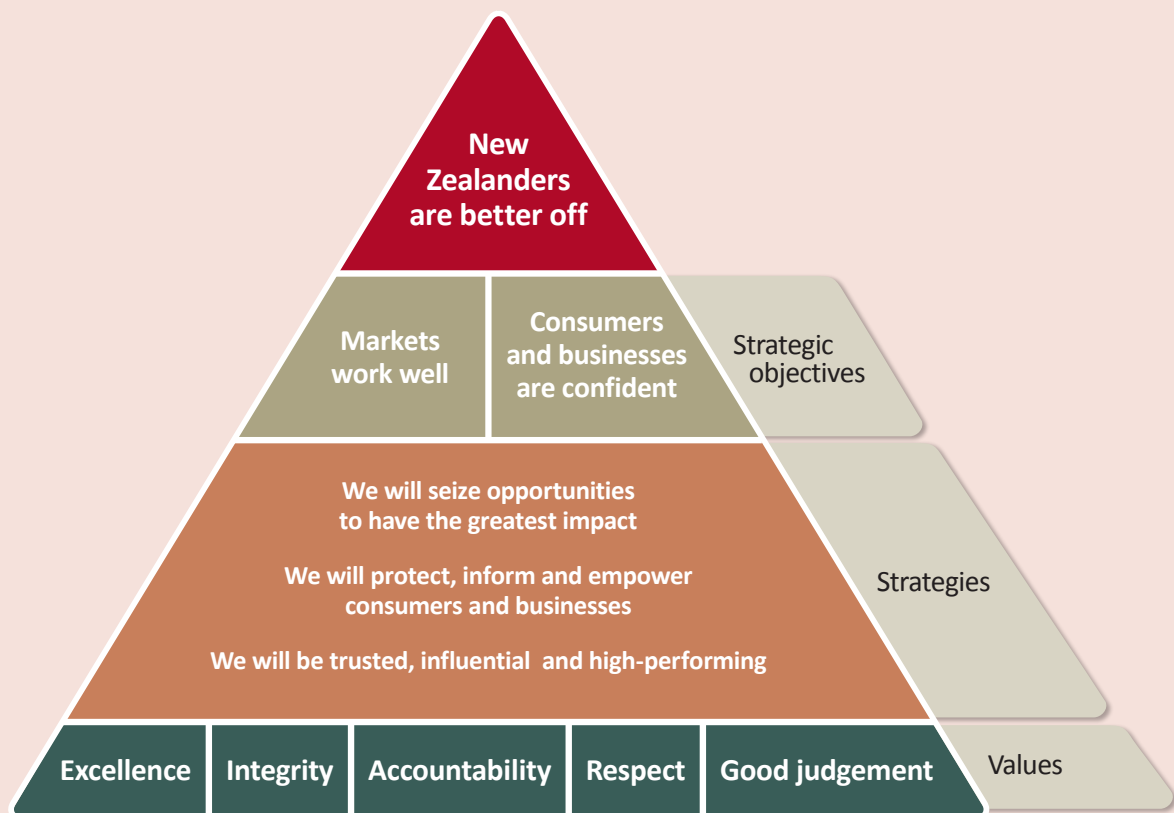 New
Zealanders
are better off
Markets
work well
Consumers
and businesses
are confident
Strategic
objectives
We will seize opportunities
to have the greatest impact
We will protect, inform and empower
consumers and businesses
We will be trusted, influential  and high-performing
Strategies
Excellence
Integrity
Accountability
Respect
Good judgement
Values